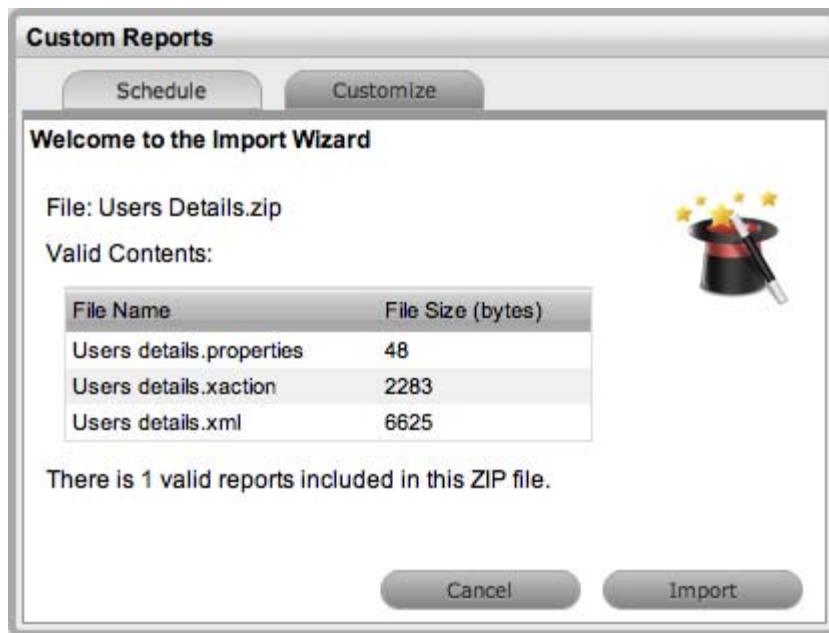 Custom Reports
Schedule Customize
Welcome to the Import Wizard
File: Users Details.zip
Valid Contents:
File Name File Size (bytes)
Users details.properties 48
Users details.xaction 2283
Users details.xml 6625
There is 1 valid reports included in this ZIP file.
Cancel Import